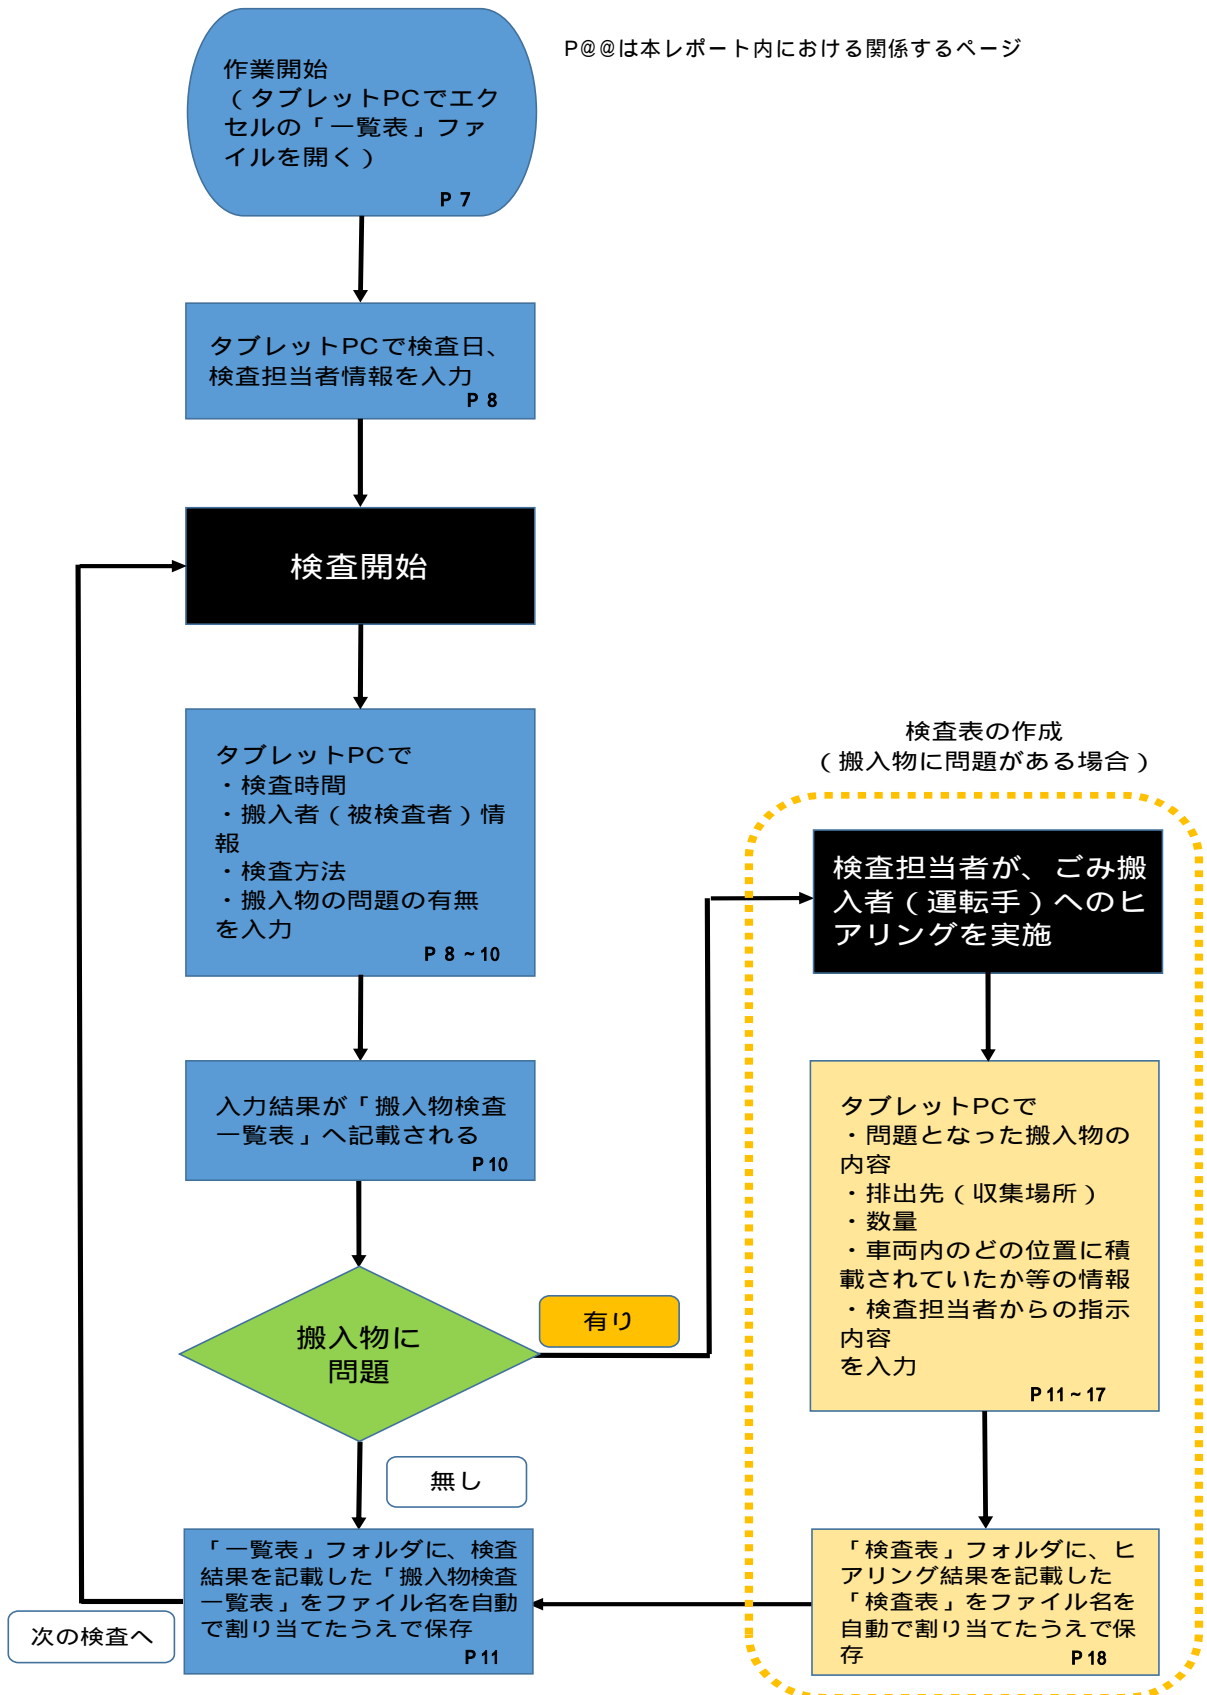 P@@は本レポート内における関係するページ
作業開始
（タブレットPCでエク
セルの「一覧表」ファ
イルを開く）
P 7
タブレットPCで検査日、
検査担当者情報を入力
P 8
検査開始
タブレットPCで
・検査時間
・搬入者（被検査者）情
報
・検査方法
・搬入物の問題の有無
を入力
P 8 ~10
入力結果が「搬入物検査
一覧表」へ記載される
P10
搬入物に
問題
有り
無し
「一覧表」フォルダに、検査
結果を記載した「搬入物検査
一覧表」をファイル名を自動
で割り当てたうえで保存
P11
次の検査へ
検査表の作成
（搬入物に問題がある場合）
検査担当者が、ごみ搬
入者（運転手）へのヒ
アリングを実施
タブレットPCで
・問題となった搬入物の
内容
・排出先（収集場所）
・数量
・車両内のどの位置に積
載されていたか等の情報
・検査担当者からの指示
内容
を入力
P11~17
「検査表」フォルダに、ヒ
アリング結果を記載した
「検査表」をファイル名を
自動で割り当てたうえで保
存
P18